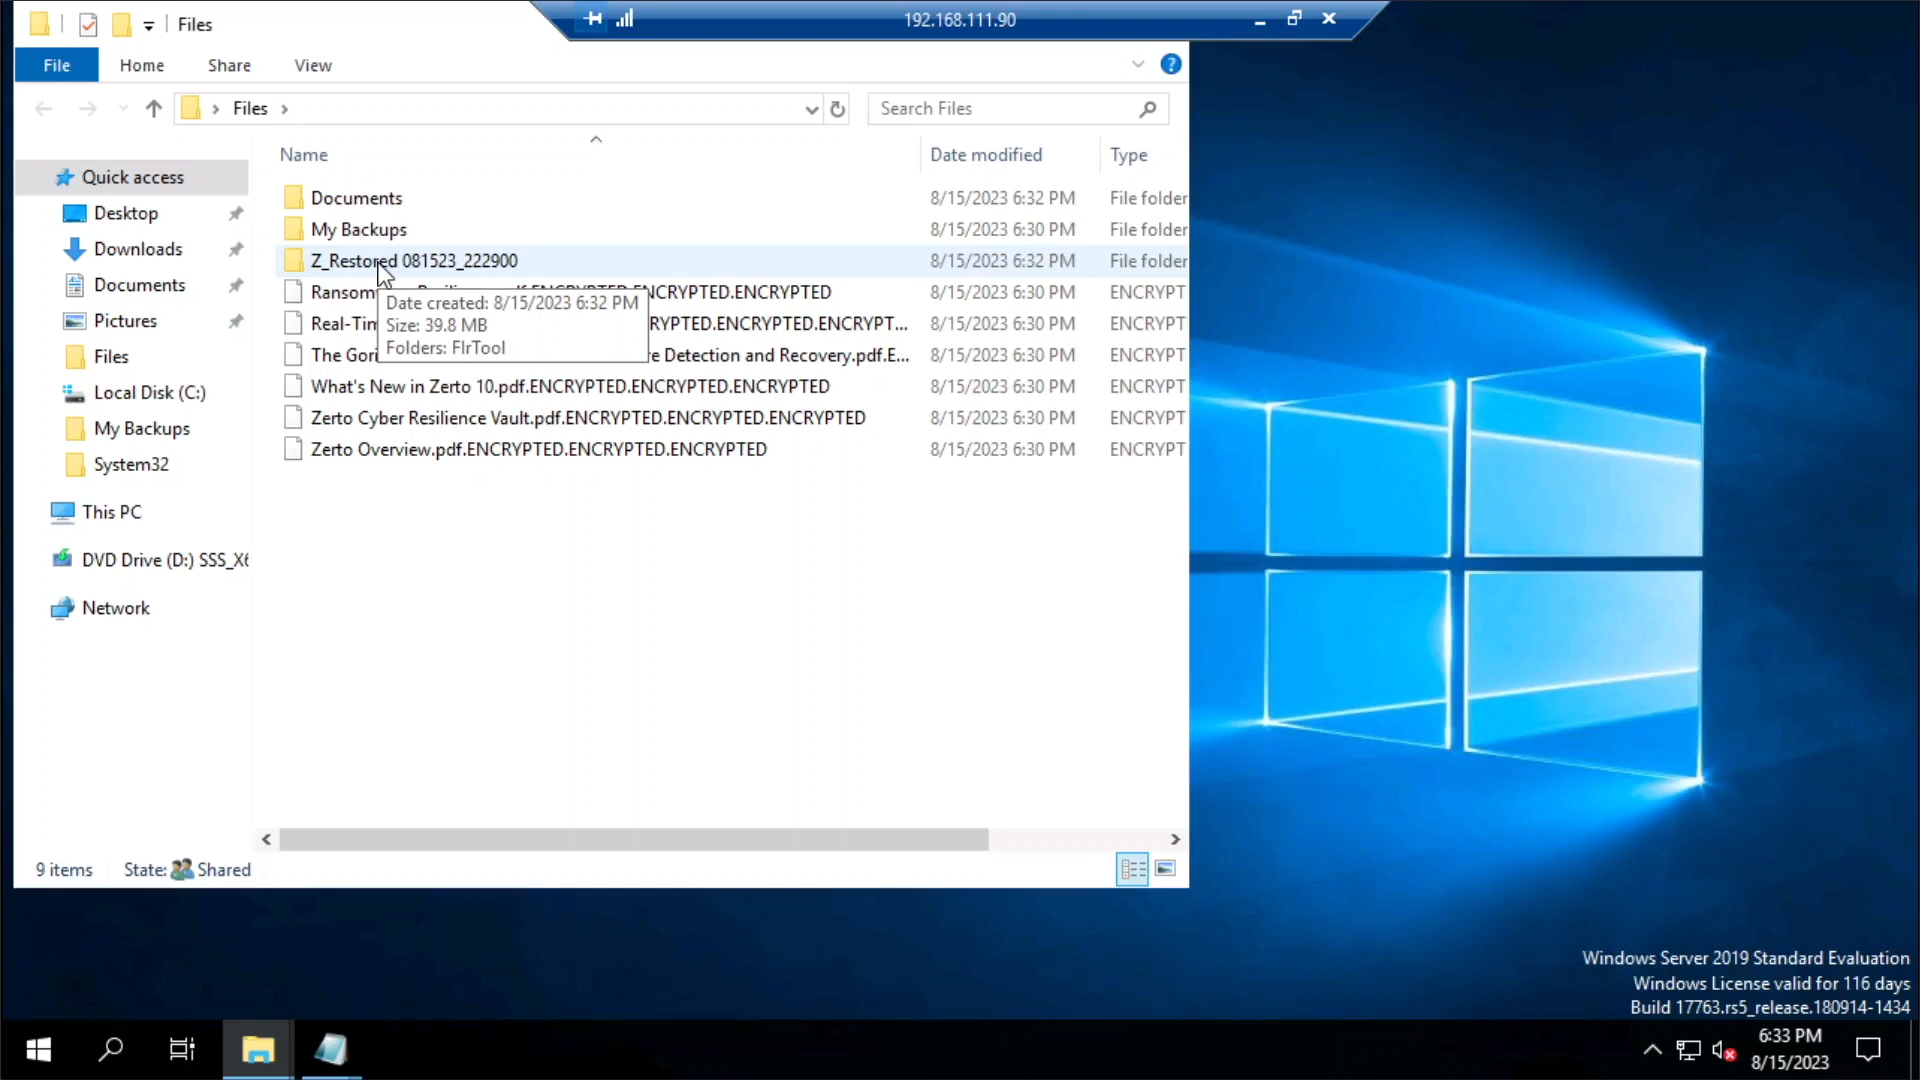 Files
192.168.111.90
File
Home
Share
View
Files
Search Files
Name
Date modified
Type
Quick access
Desktop
Downloads
Documents
Pictures
Files
Local Disk (C:)
My Backups
System32
This PC
DVD Drive (D:) SSS_X6
Network
Documents 8/15/2023 6:32 PM File folder
My Backups 8/15/2023 6:30 PM File folder
Z_Restored 081523_222900 8/15/2023 6:32 PM File folder
.ENCRYPTED.ENCRYPTED 8/15/2023 6:30 PM ENCRYPT
Real-Tim RYPTED.ENCRYPTED.ENCRYPT... 8/15/2023 6:30 PM ENCRYPT
The Gori e Detection and Recovery.pdf.E... 8/15/2023 6:30 PM ENCRYPT
What's New in Zerto 10.pdf.ENCRYPTED.ENCRYPTED.ENCRYPTED 8/15/2023 6:30 PM ENCRYPT
Zerto Cyber Resilience Vault.pdf.ENCRYPTED.ENCRYPTED.ENCRYPTED 8/15/2023 6:30 PM ENCRYPT
Zerto Overview.pdf.ENCRYPTED.ENCRYPTED.ENCRYPTED 8/15/2023 6:30 PM ENCRYPT
Date created: 8/15/2023 6:32 PM
Size: 39.8 MB
Folders: FlrTool
9 items
State: Shared
Windows Server 2019 Standard Evaluation
Windows License valid for 116 days
Build 17763.rs5_release.180914-1434
6:33 PM
8/15/2023